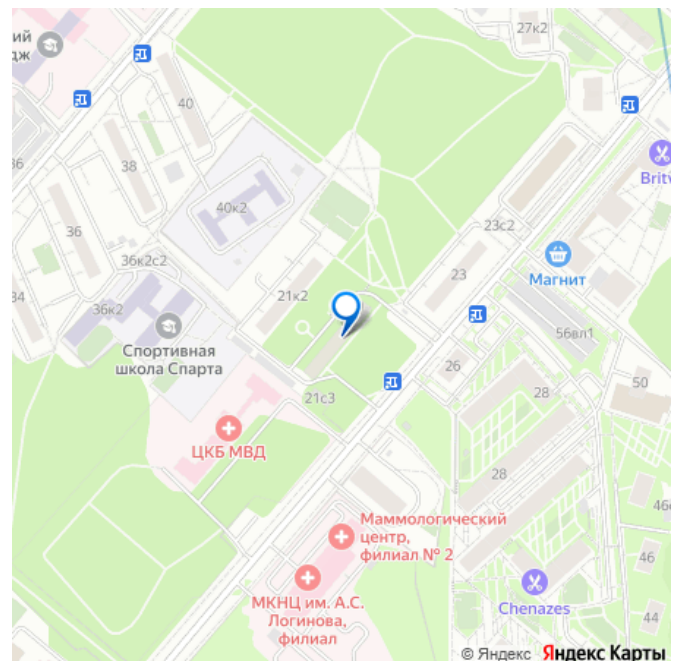 27к2
ий
дж
40
Britv
38
36
40к2
23с2
36
36к2с2
23
Магнит
34
36к2
21к2
56вл1
Спортивная
школа Спарта
26
50
28
21с3
ЦКБ МВД
28
Маммологический
центр,
филиал № 2
46
46
МКНЦ им. А.С.
Логинова,
филиал
Chenazes
44
© Яндекс Яндекс Карты